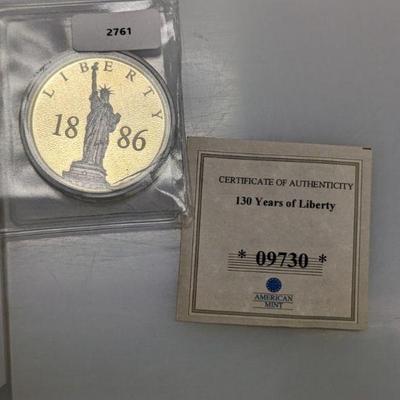 2761
LIBERTY
18 86
CERTIFICATE OF AUTHENTICITY
130 Years of Liberty
* 09730 *
AMERICAN
MINT